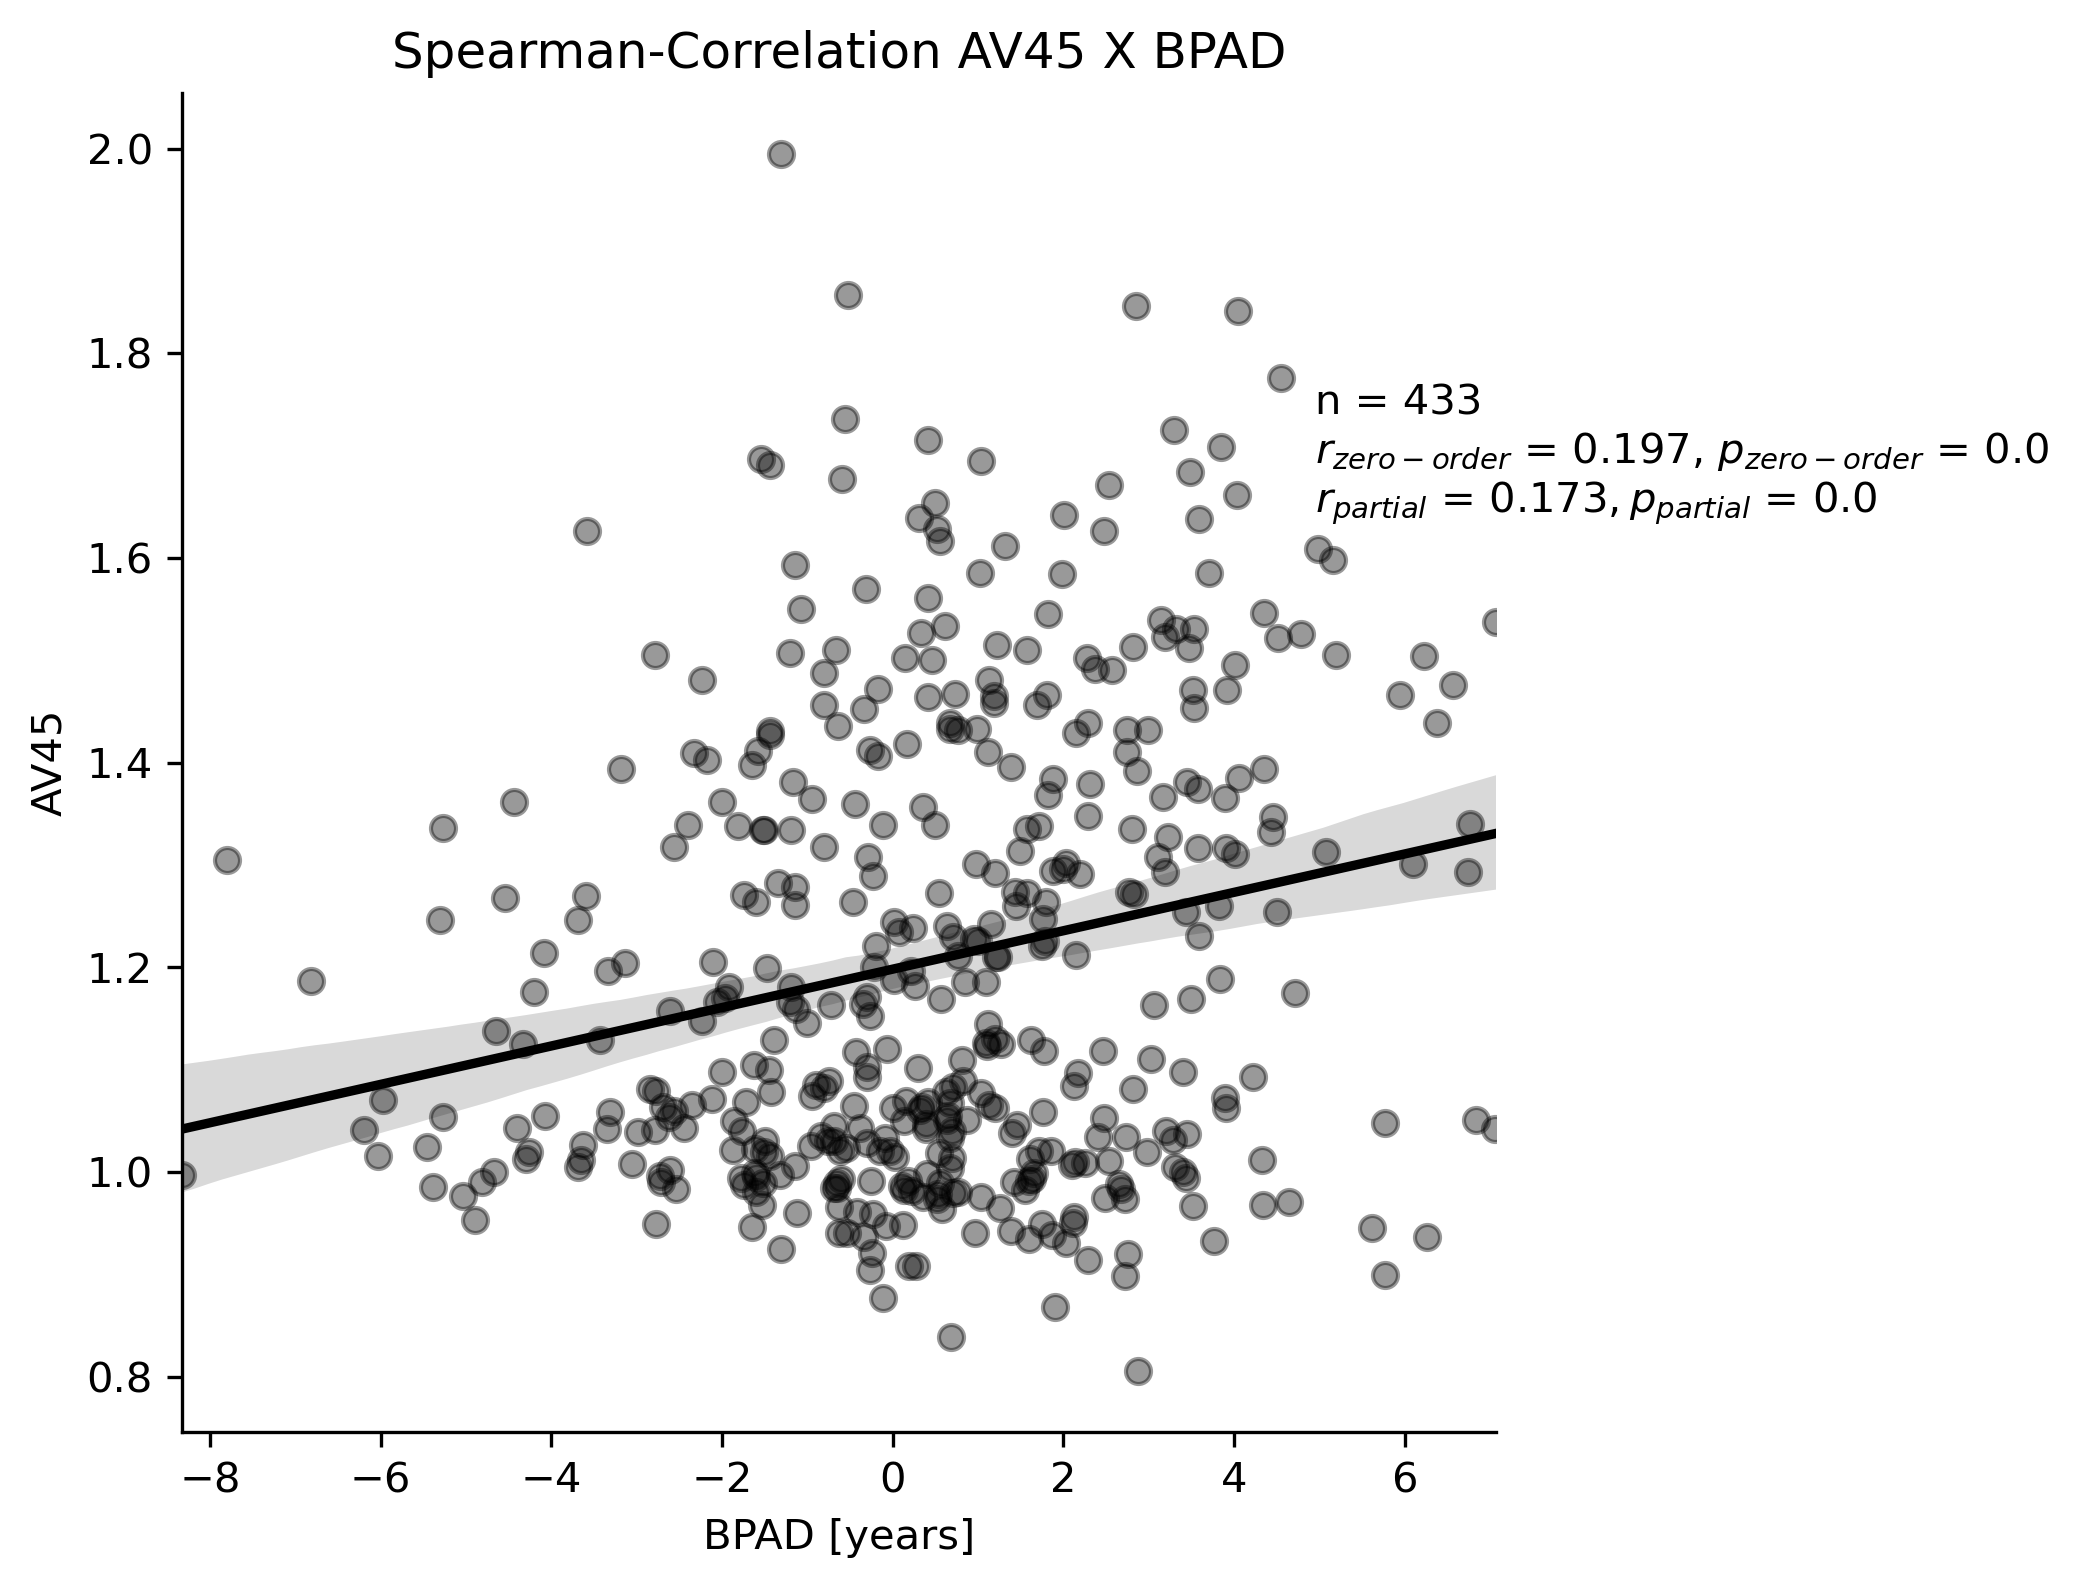 Spearman-Correlation AV45 X BPAD
2.0
1.8
1.6
1.4
1.2
1.0
0.8
AV45
n = 433
r_zero−order = 0.197, p_zero−order = 0.0
r_partial = 0.173, p_partial = 0.0
−8 −6 −4 −2 0 2 4 6
BPAD [years]